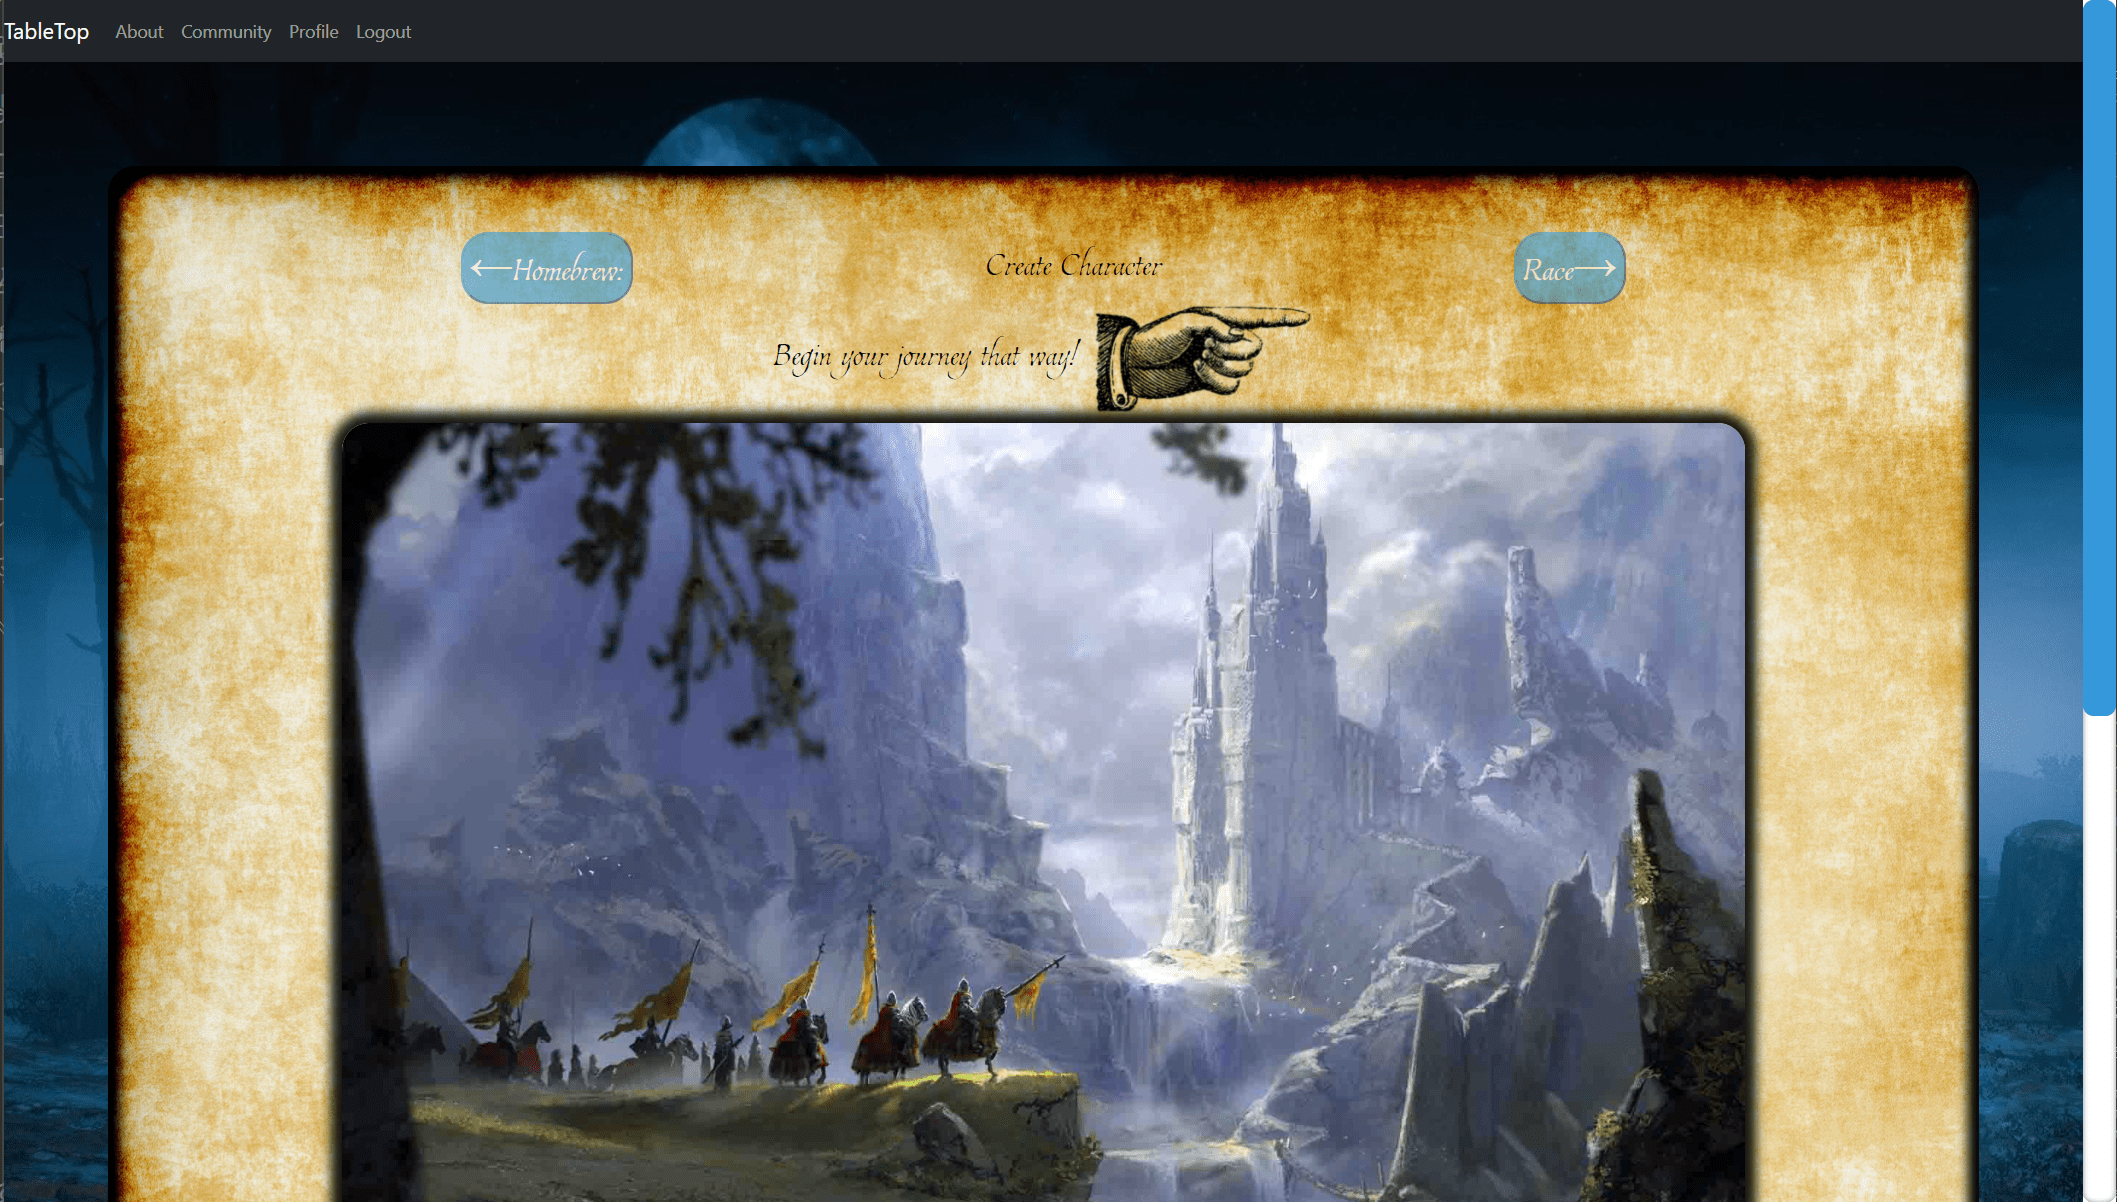 TableTop About Community Profile Logout
←Homebrew: Create Character Race→
Begin your journey that way!